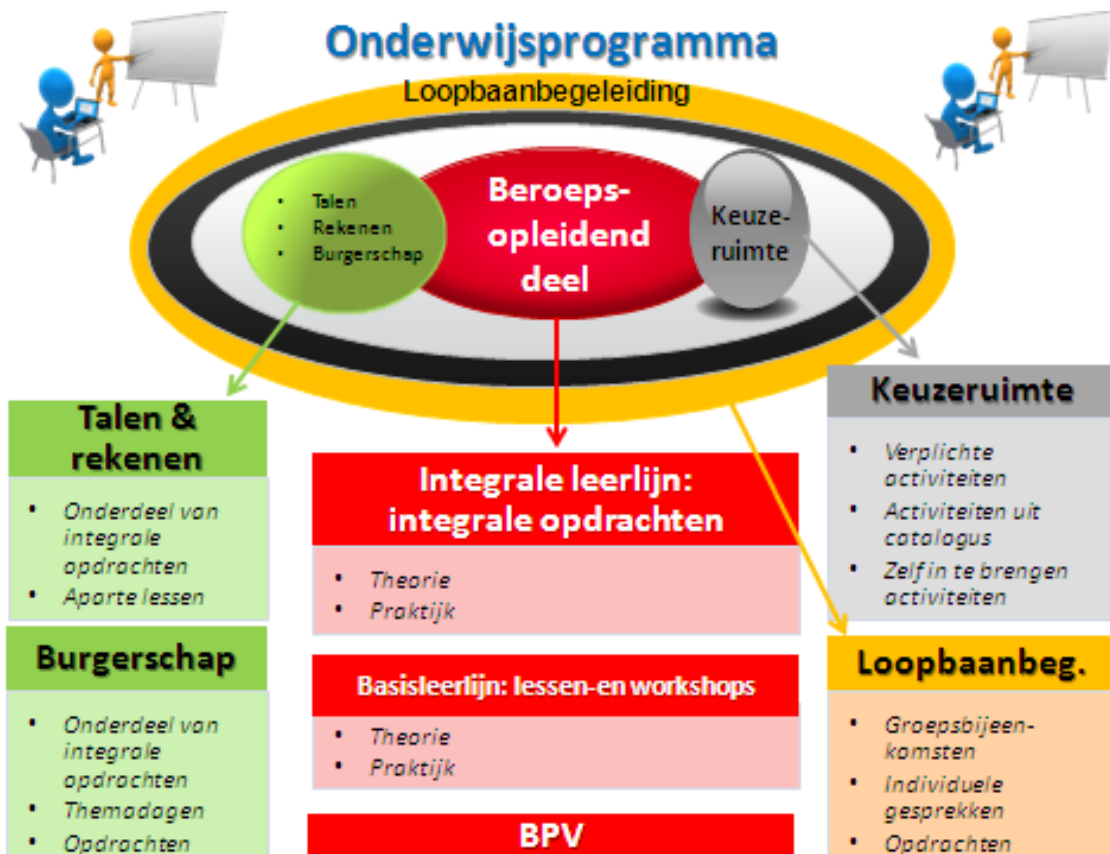 Onderwijsprogramma
Loopbaanbegeleiding
• Talen
• Rekenen
• Burgerschap
Beroeps-
opleidend
deel
Keuze-
ruimte
Talen &
rekenen
• Onderdeel van
integrale
opdrachten
• Aparte lessen
Burgerschap
• Onderdeel van
integrale
opdrachten
• Themadagen
• Opdrachten
Integrale leerlijn:
integrale opdrachten
• Theorie
• Praktijk
Basisleerlijn: lessen-en workshops
• Theorie
• Praktijk
BPV
Keuzeruimte
• Verplichte
activiteiten
• Activiteiten uit
catalogus
• Zelf in te brengen
activiteiten
Loopbaanbeg.
• Groepsbijeen-
komsten
• Individuele
gesprekken
• Opdrachten